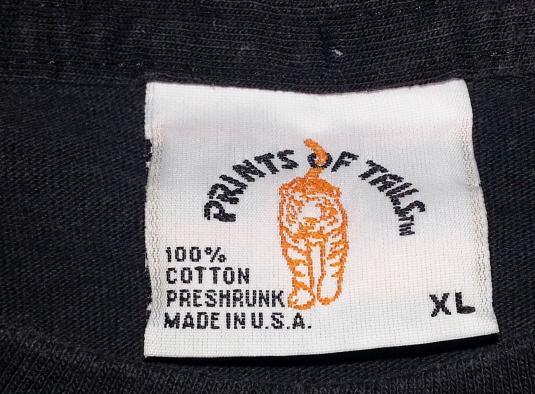 PRINTS OF TAILS™
100%
COTTON
PRESHRUNK
MADE IN U.S.A.
XL